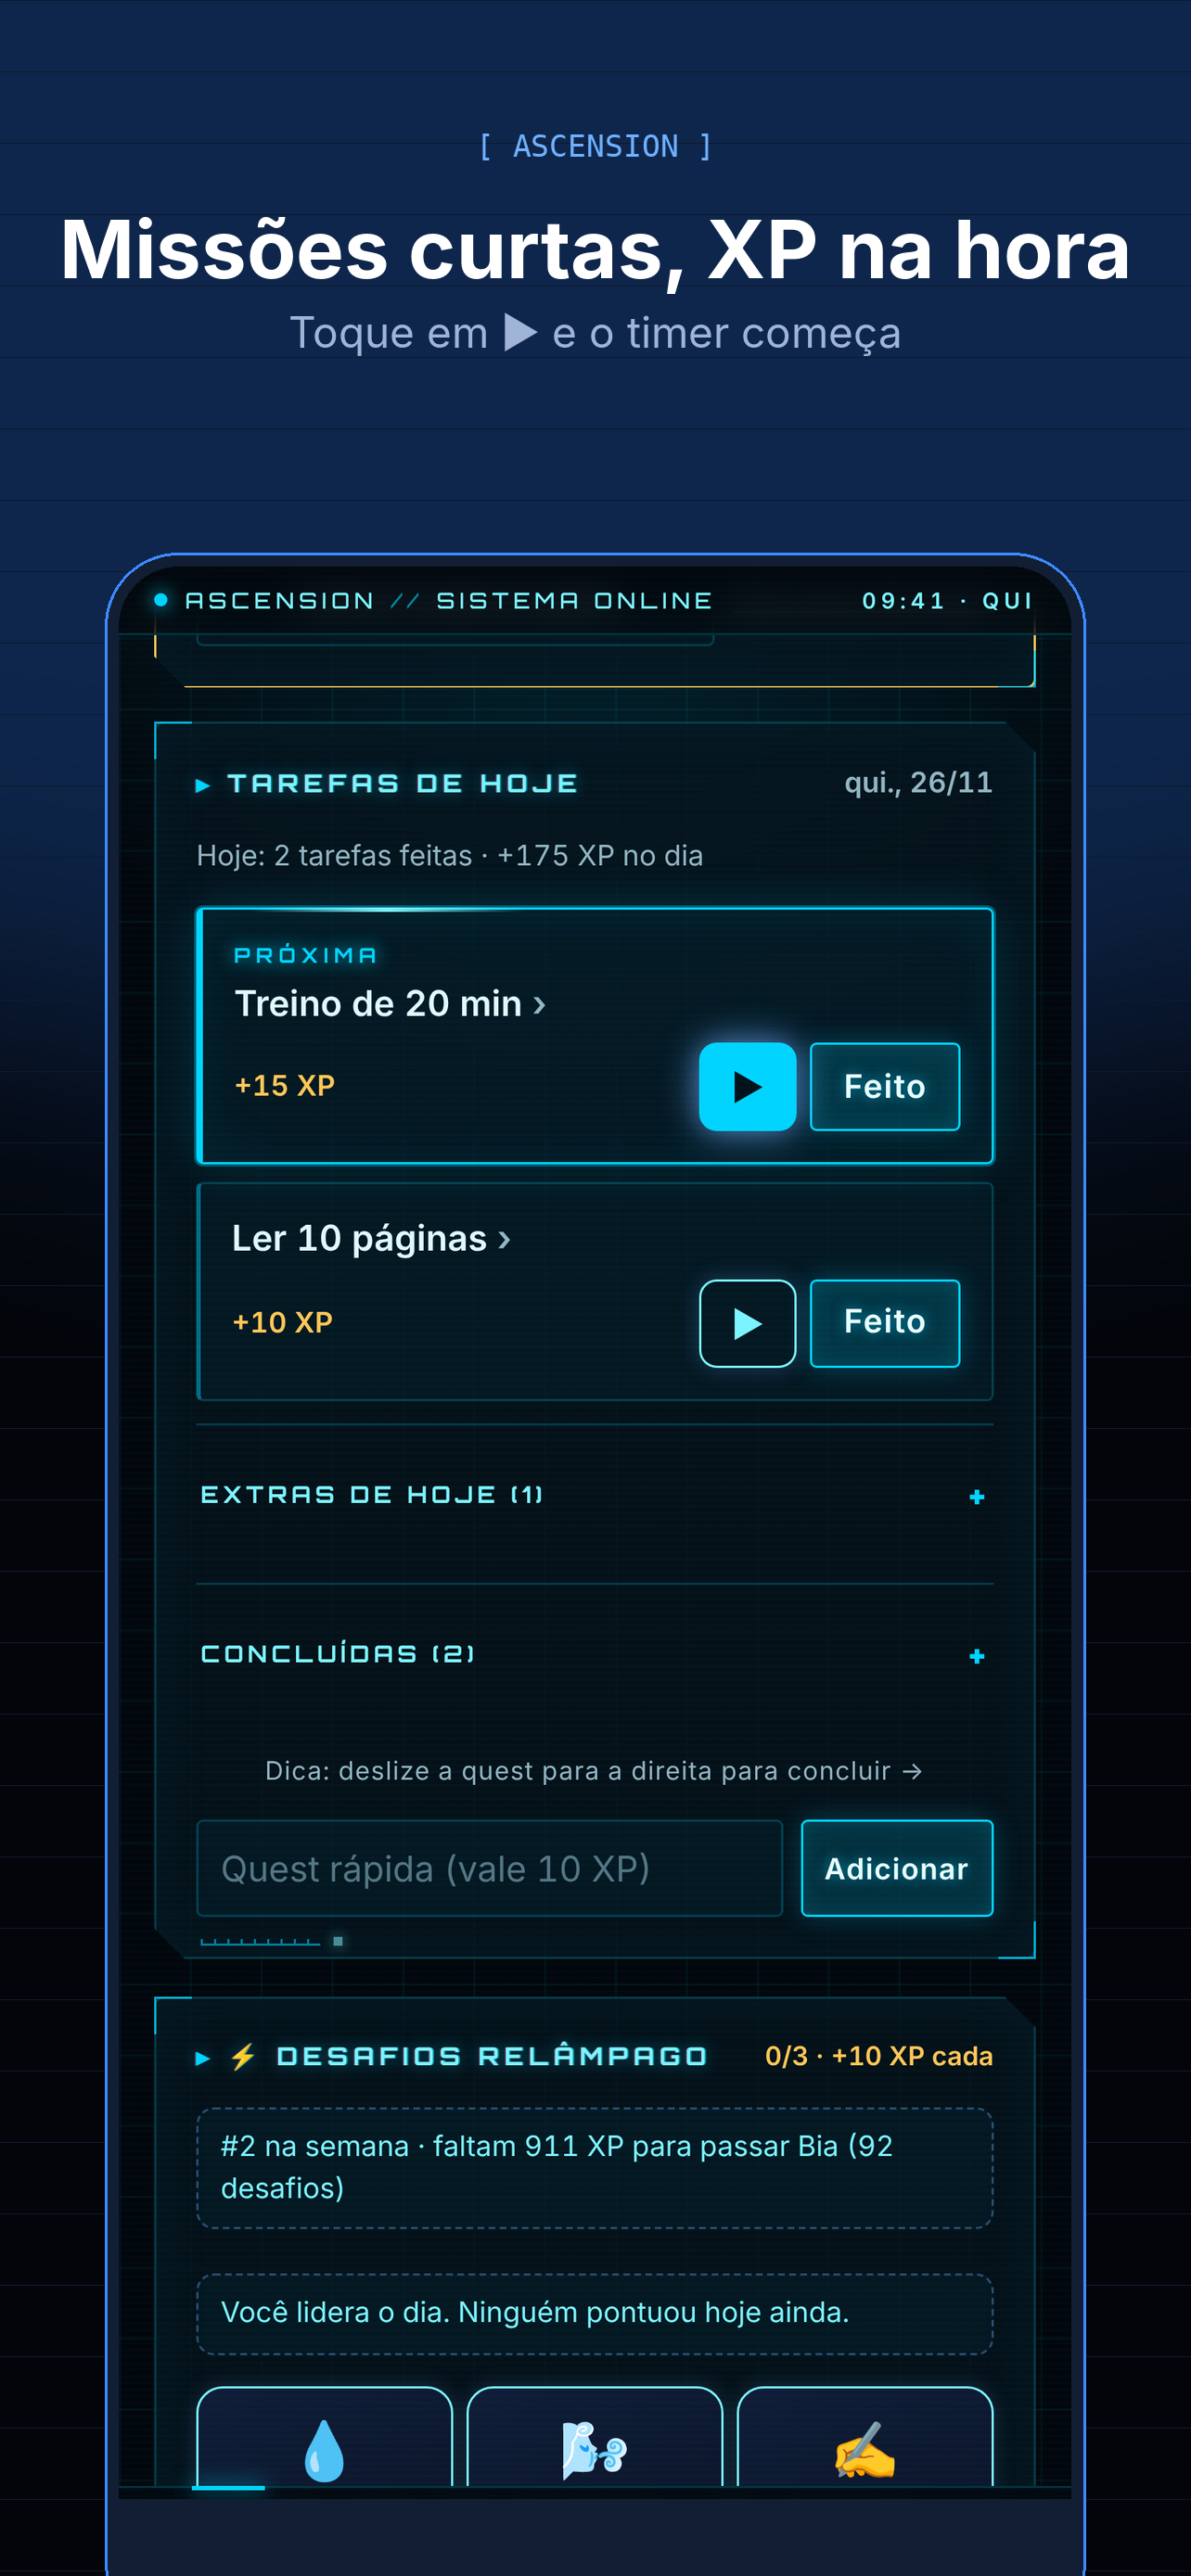 [ ASCENSION ]
Missões curtas, XP na hora
Toque em ▶ e o timer começa
ASCENSION // SISTEMA ONLINE
09:41 · QUI
▶ TAREFAS DE HOJE
qui., 26/11
Hoje: 2 tarefas feitas · +175 XP no dia
PRÓXIMA
Treino de 20 min ›
+15 XP
▶ Feito
Ler 10 páginas ›
+10 XP
▶ Feito
EXTRAS DE HOJE (1) +
CONCLUÍDAS (2) +
Dica: deslize a quest para a direita para concluir →
Quest rápida (vale 10 XP)
Adicionar
▶ ⚡ DESAFIOS RELÂMPAGO
0/3 · +10 XP cada
#2 na semana · faltam 911 XP para passar Bia (92
desafios)
Você lidera o dia. Ninguém pontuou hoje ainda.